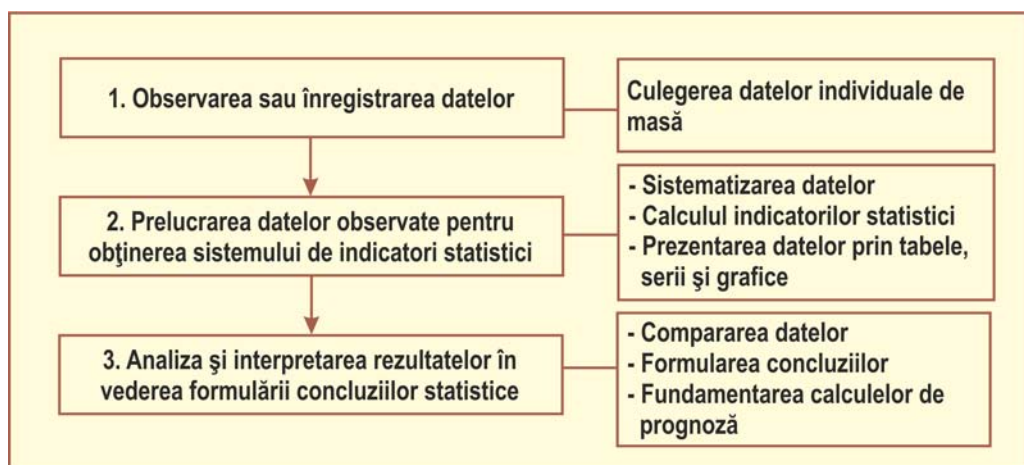 1. Observarea sau înregistrarea datelor
Culegerea datelor individuale de
masă
2. Prelucrarea datelor observate pentru
obţinerea sistemului de indicatori statistici
- Sistematizarea datelor
- Calculul indicatorilor statistici
- Prezentarea datelor prin tabele,
serii şi grafice
3. Analiza şi interpretarea rezultatelor în
vederea formulării concluziilor statistice
- Compararea datelor
- Formularea concluziilor
- Fundamentarea calculelor de
prognoză